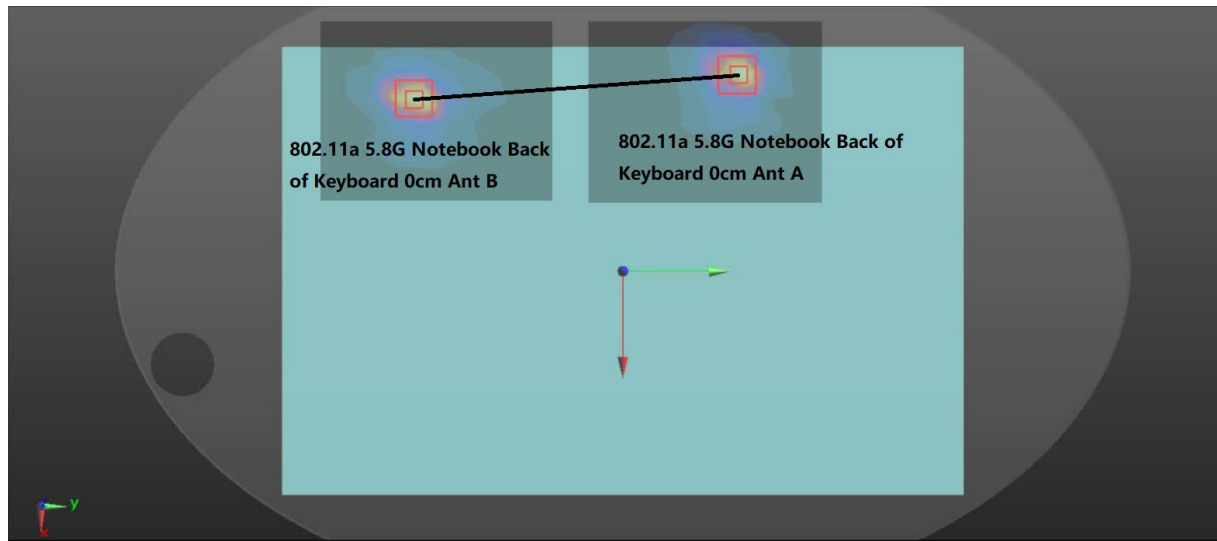 802.11a 5.8G Notebook Back
of Keyboard 0cm Ant B
802.11a 5.8G Notebook Back of
Keyboard 0cm Ant A
y
x